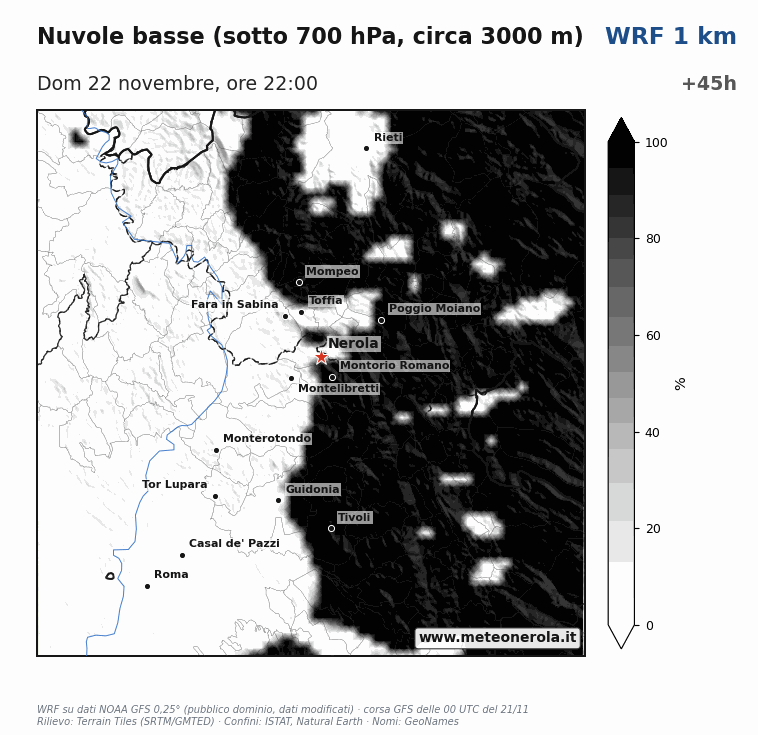 Nuvole basse (sotto 700 hPa, circa 3000 m) WRF 1 km
Dom 22 novembre, ore 22:00 +45h
Rieti
Mompeo
Toffia
Fara in Sabina
Poggio Moiano
Nerola
Montorio Romano
Montelibretti
Monterotondo
Tor Lupara
Guidonia
Tivoli
Casal de' Pazzi
Roma
www.meteonerola.it
100
80
60
40
20
0
%
WRF su dati NOAA GFS 0,25° (pubblico dominio, dati modificati) · corsa GFS delle 00 UTC del 21/11
Rilievo: Terrain Tiles (SRTM/GMTED) · Confini: ISTAT, Natural Earth · Nomi: GeoNames